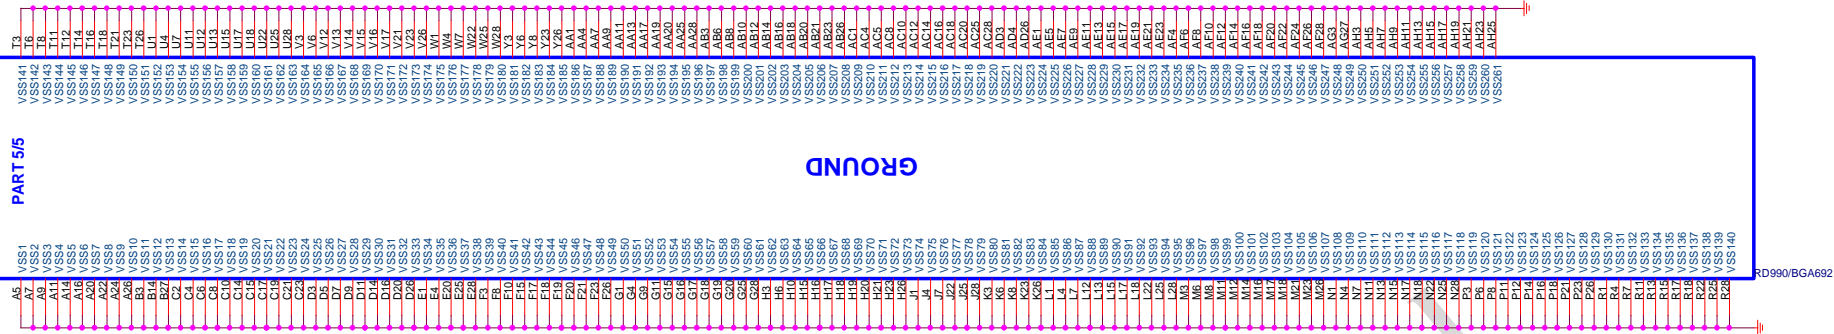 T3 T6 T8 T11 T12 T14 T16 T18 T21 T23 T26 U1 U4 U7 U11 U12 U13 U15 U17 U18 U22 U25 U28 V3 V6 V11 V12 V13 V14 V15 V16 V17 V21 V23 V26 W1 W4 W7 W22 W25 W28 Y3 Y6 Y8 Y23 Y26 AA1 AA4 AA7 AA9 AA11 AA13 AA17 AA19 AA20 AA25 AA28 AB3 AB6 AB8 AB10 AB12 AB14 AB16 AB18 AB20 AB21 AB23 AB26 AC1 AC4 AC5 AC8 AC10 AC12 AC14 AC16 AC18 AC20 AC25 AC28 AD3 AD4 AD26 AE1 AE5 AE7 AE9 AE11 AE13 AE15 AE17 AE19 AE21 AE23 AF4 AF6 AF8 AF10 AF12 AF14 AF16 AF18 AF20 AF22 AF24 AF26 AF28 AG3 AG27 AH3 AH5 AH7 AH9 AH11 AH13 AH15 AH17 AH19 AH21 AH23 AH25
VSS141 VSS142 VSS143 VSS144 VSS145 VSS146 VSS147 VSS148 VSS149 VSS150 VSS151 VSS152 VSS153 VSS154 VSS155 VSS156 VSS157 VSS158 VSS159 VSS160 VSS161 VSS162 VSS163 VSS164 VSS165 VSS166 VSS167 VSS168 VSS169 VSS170 VSS171 VSS172 VSS173 VSS174 VSS175 VSS176 VSS177 VSS178 VSS179 VSS180 VSS181 VSS182 VSS183 VSS184 VSS185 VSS186 VSS187 VSS188 VSS189 VSS190 VSS191 VSS192 VSS193 VSS194 VSS195 VSS196 VSS197 VSS198 VSS199 VSS200 VSS201 VSS202 VSS203 VSS204 VSS205 VSS206 VSS207 VSS208 VSS209 VSS210 VSS211 VSS212 VSS213 VSS214 VSS215 VSS216 VSS217 VSS218 VSS219 VSS220 VSS221 VSS222 VSS223 VSS224 VSS225 VSS226 VSS227 VSS228 VSS229 VSS230 VSS231 VSS232 VSS233 VSS234 VSS235 VSS236 VSS237 VSS238 VSS239 VSS240 VSS241 VSS242 VSS243 VSS244 VSS245 VSS246 VSS247 VSS248 VSS249 VSS250 VSS251 VSS252 VSS253 VSS254 VSS255 VSS256 VSS257 VSS258 VSS259 VSS260 VSS261
PART 5/5
GROUND
VSS1 VSS2 VSS3 VSS4 VSS5 VSS6 VSS7 VSS8 VSS9 VSS10 VSS11 VSS12 VSS13 VSS14 VSS15 VSS16 VSS17 VSS18 VSS19 VSS20 VSS21 VSS22 VSS23 VSS24 VSS25 VSS26 VSS27 VSS28 VSS29 VSS30 VSS31 VSS32 VSS33 VSS34 VSS35 VSS36 VSS37 VSS38 VSS39 VSS40 VSS41 VSS42 VSS43 VSS44 VSS45 VSS46 VSS47 VSS48 VSS49 VSS50 VSS51 VSS52 VSS53 VSS54 VSS55 VSS56 VSS57 VSS58 VSS59 VSS60 VSS61 VSS62 VSS63 VSS64 VSS65 VSS66 VSS67 VSS68 VSS69 VSS70 VSS71 VSS72 VSS73 VSS74 VSS75 VSS76 VSS77 VSS78 VSS79 VSS80 VSS81 VSS82 VSS83 VSS84 VSS85 VSS86 VSS87 VSS88 VSS89 VSS90 VSS91 VSS92 VSS93 VSS94 VSS95 VSS96 VSS97 VSS98 VSS99 VSS100 VSS101 VSS102 VSS103 VSS104 VSS105 VSS106 VSS107 VSS108 VSS109 VSS110 VSS111 VSS112 VSS113 VSS114 VSS115 VSS116 VSS117 VSS118 VSS119 VSS120 VSS121 VSS122 VSS123 VSS124 VSS125 VSS126 VSS127 VSS128 VSS129 VSS130 VSS131 VSS132 VSS133 VSS134 VSS135 VSS136 VSS137 VSS138 VSS139 VSS140
RD990/BGA692
A5 A7 A9 A11 A14 A16 A20 A22 A24 A26 B3 B14 B27 C2 C4 C6 C8 C10 C14 C15 C17 C19 C21 C23 D3 D5 D7 D9 D11 D14 D16 D20 D26 E1 E4 E20 E25 E28 F3 F8 F10 F15 F17 F18 F19 F20 F21 F23 F26 G1 G4 G9 G11 G15 G16 G17 G18 G19 G20 G25 G28 H3 H6 H10 H15 H16 H17 H18 H19 H20 H21 H23 H26 J1 J4 J7 J22 J25 J28 K3 K6 K8 K23 K26 L1 L4 L7 L12 L13 L15 L17 L18 L22 L25 L28 M3 M6 M8 M11 M12 M14 M16 M17 M18 M21 M23 M26 N1 N4 N7 N11 N13 N15 N17 N18 N22 N25 N28 P3 P6 P8 P11 P12 P14 P16 P18 P21 P23 P26 R1 R4 R7 R11 R13 R15 R17 R18 R22 R25 R28